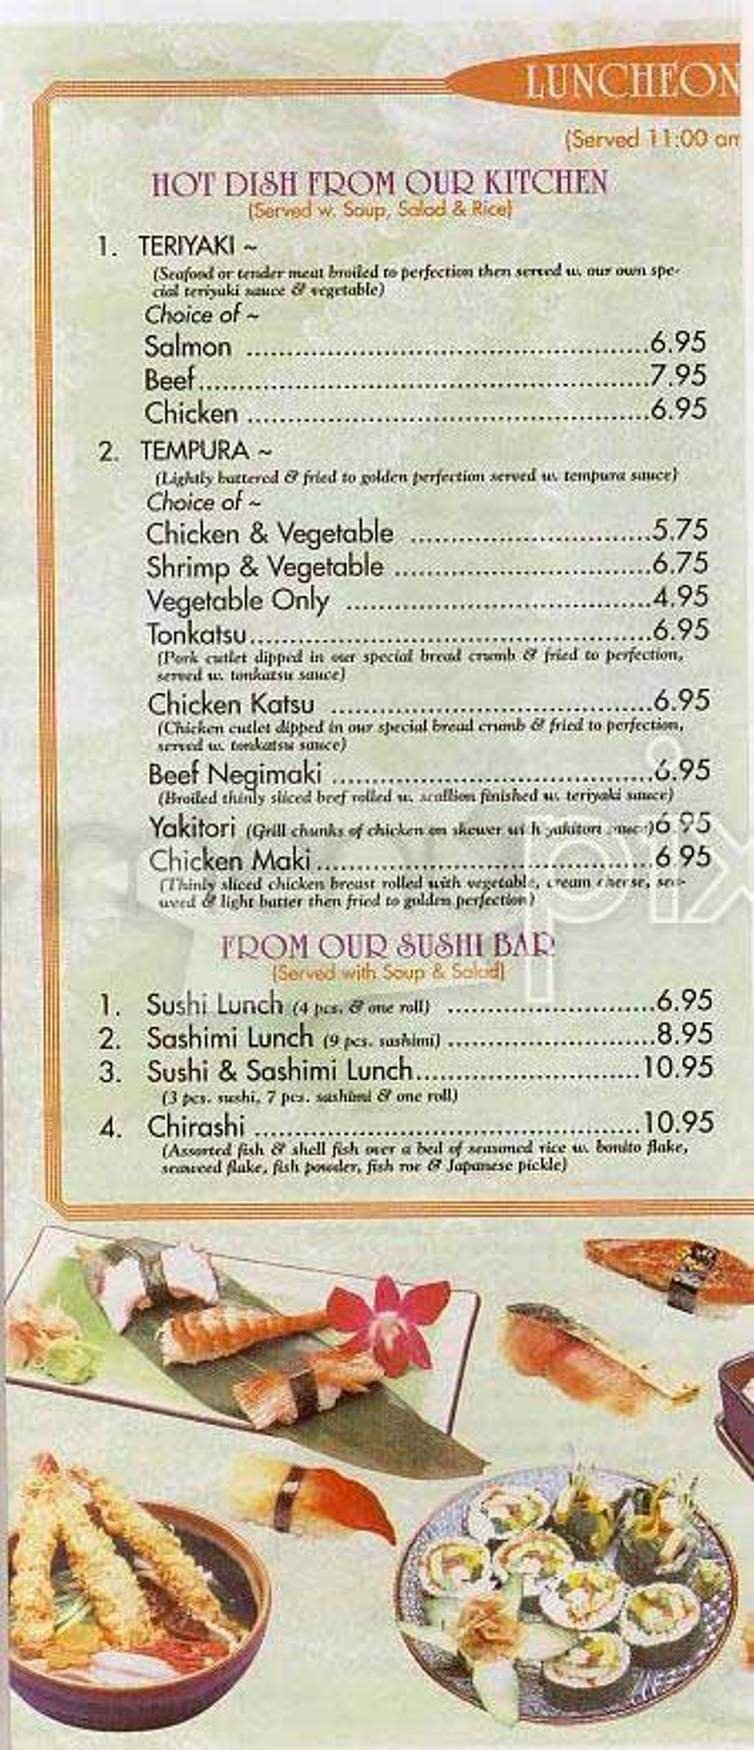 LUNCHEON
(Served 11:00 am
HOT DISH FROM OUR KITCHEN
(Served w. Soup, Salad & Rice)
1. TERIYAKI ~
(Seafood or tender meat broiled to perfection then served w. our own spe-
cial teriyaki sauce & vegetable)
Choice of ~
Salmon ................................................6.95
Beef......................................................7.95
Chicken ................................................6.95
2. TEMPURA ~
(Lightly battered & fried to golden perfection served w. tempura sauce)
Choice of ~
Chicken & Vegetable .............................5.75
Shrimp & Vegetable ...............................6.75
Vegetable Only .....................................4.95
Tonkatsu................................................6.95
(Pork cutlet dipped in our special bread crumb & fried to perfection,
served w. tonkatsu sauce)
Chicken Katsu .......................................6.95
(Chicken cutlet dipped in our special bread crumb & fried to perfection,
served w. tonkatsu sauce)
Beef Negimaki .......................................6.95
(Broiled thinly sliced beef rolled w. scallion finished w. teriyaki sauce)
Yakitori (Grill chunks of chicken on skewer with yakitori sauce)6.95
Chicken Maki.........................................6.95
(Thinly sliced chicken breast rolled with vegetable, cream cheese, sea-
weed & light batter then fried to golden perfection)
FROM OUR SUSHI BAR
(Served with Soup & Salad)
1. Sushi Lunch (4 pcs. & one roll) .........................6.95
2. Sashimi Lunch (9 pcs. sashimi) .........................8.95
3. Sushi & Sashimi Lunch...........................10.95
(3 pcs. sushi, 7 pcs. sashimi & one roll)
4. Chirashi ..............................................10.95
(Assorted fish & shell fish over a bed of seasoned rice w. bonito flake,
seaweed flake, fish powder, fish roe & Japanese pickle)